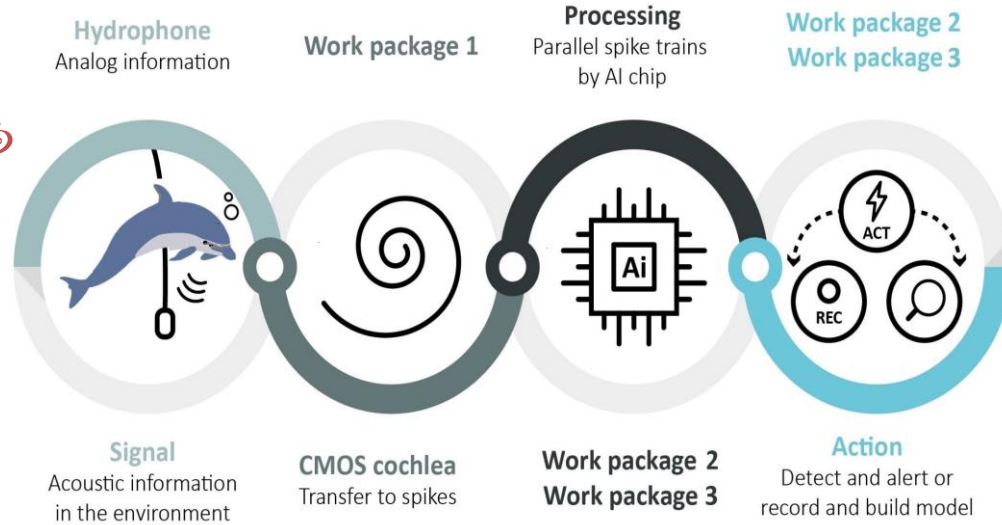 Hydrophone
Analog information
Work package 1
Processing
Parallel spike trains
by AI chip
Work package 2
Work package 3
Ai
ACT
REC
Signal
Acoustic information
in the environment
CMOS cochlea
Transfer to spikes
Work package 2
Work package 3
Action
Detect and alert or
record and build model